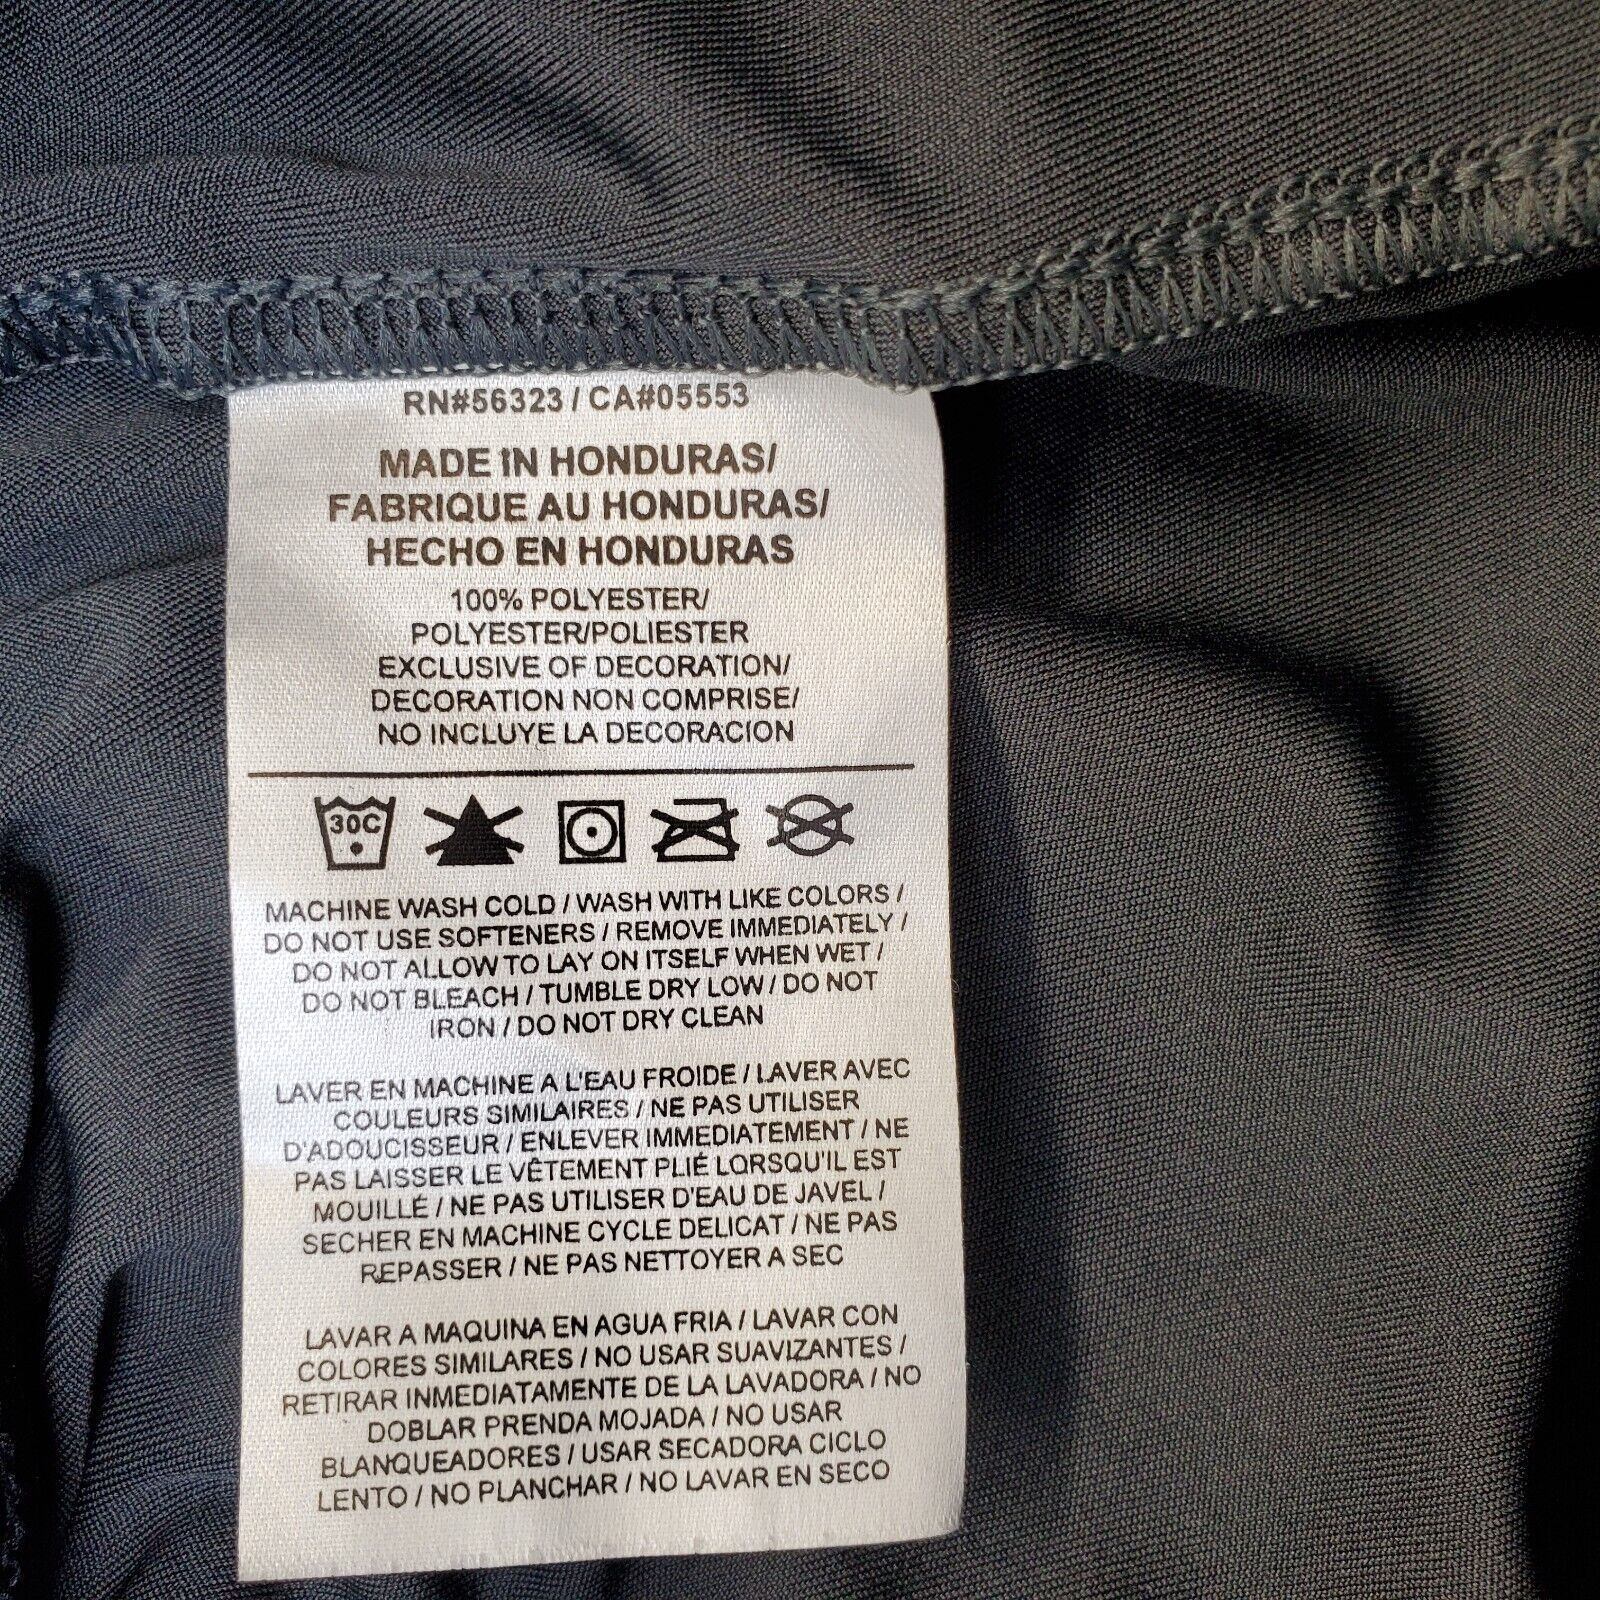 RN#56323 / CA#05553
MADE IN HONDURAS/
FABRIQUE AU HONDURAS/
HECHO EN HONDURAS
100% POLYESTER/
POLYESTER/POLIESTER
EXCLUSIVE OF DECORATION/
DECORATION NON COMPRISE/
NO INCLUYE LA DECORACION
30C
MACHINE WASH COLD / WASH WITH LIKE COLORS /
DO NOT USE SOFTENERS / REMOVE IMMEDIATELY /
DO NOT ALLOW TO LAY ON ITSELF WHEN WET /
DO NOT BLEACH / TUMBLE DRY LOW / DO NOT
IRON / DO NOT DRY CLEAN
LAVER EN MACHINE A L'EAU FROIDE / LAVER AVEC
COULEURS SIMILAIRES / NE PAS UTILISER
D'ADOUCISSEUR / ENLEVER IMMEDIATEMENT / NE
PAS LAISSER LE VÊTEMENT PLIÉ LORSQU'IL EST
MOUILLÉ / NE PAS UTILISER D'EAU DE JAVEL /
SECHER EN MACHINE CYCLE DELICAT / NE PAS
REPASSER / NE PAS NETTOYER A SEC
LAVAR A MAQUINA EN AGUA FRIA / LAVAR CON
COLORES SIMILARES / NO USAR SUAVIZANTES /
RETIRAR INMEDIATAMENTE DE LA LAVADORA / NO
DOBLAR PRENDA MOJADA / NO USAR
BLANQUEADORES / USAR SECADORA CICLO
LENTO / NO PLANCHAR / NO LAVAR EN SECO